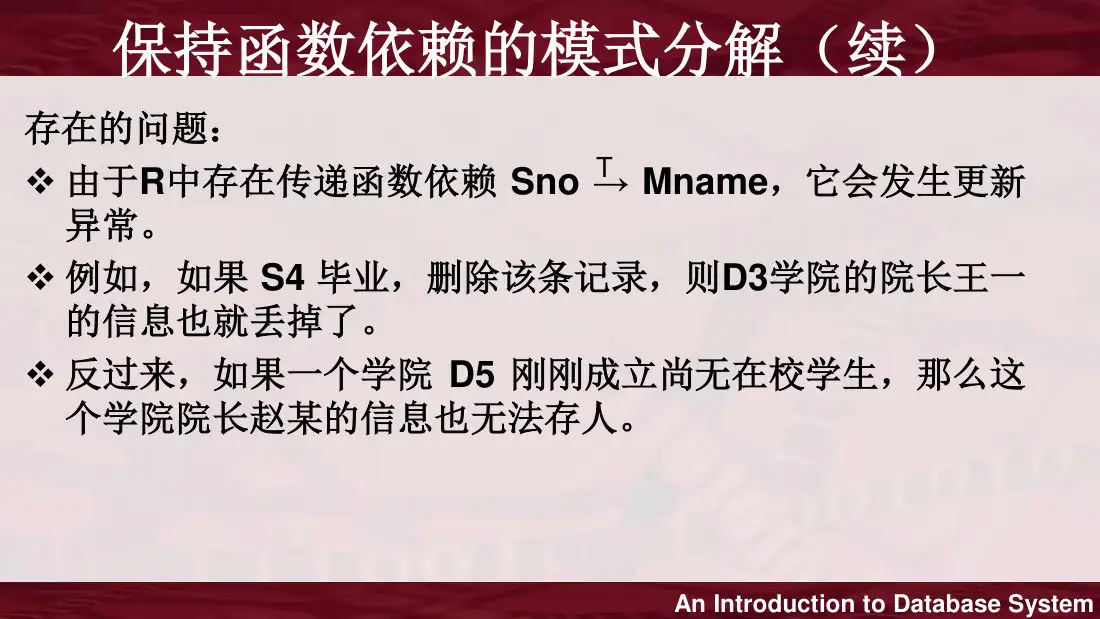 保持函数依赖的模式分解（续）
存在的问题：
❖ 由于R中存在传递函数依赖 Sno T→ Mname，它会发生更新
异常。
❖ 例如，如果 S4 毕业，删除该条记录，则D3学院的院长王一
的信息也就丢掉了。
❖ 反过来，如果一个学院 D5 刚刚成立尚无在校学生，那么这
个学院院长赵某的信息也无法存人。
An Introduction to Database System